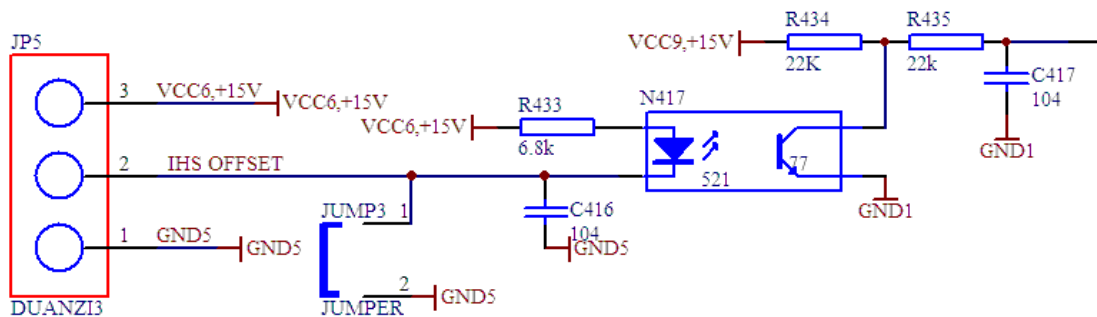 JP5
3
VCC6,+15V
VCC6,+15V
2
IHS OFFSET
1
GND5
GND5
DUANZI3
JUMP3
1
2
GND5
JUMPER
VCC6,+15V
R433
6.8k
C416
104
GND5
N417
521
77
VCC9,+15V
R434
22K
R435
22k
C417
104
GND1
GND1